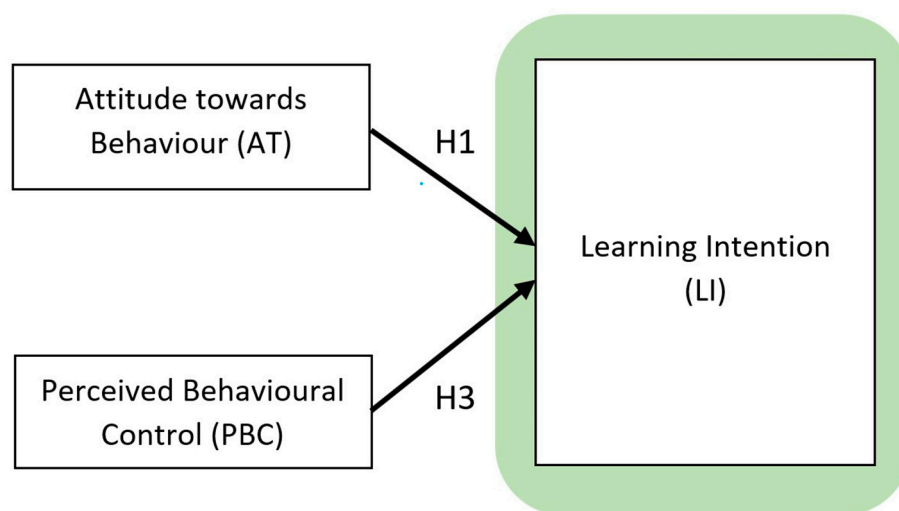 Attitude towards
Behaviour (AT)
H1
Learning Intention
(LI)
Perceived Behavioural
Control (PBC)
H3